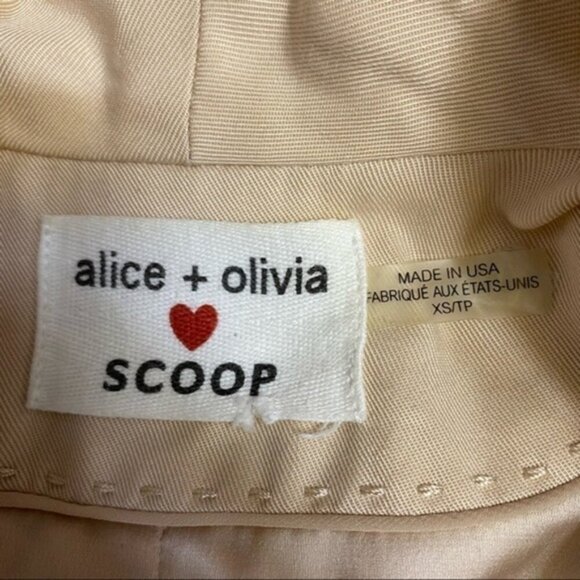 alice + olivia
SCOOP
MADE IN USA
FABRIQUÉ AUX ÉTATS-UNIS
XS/TP